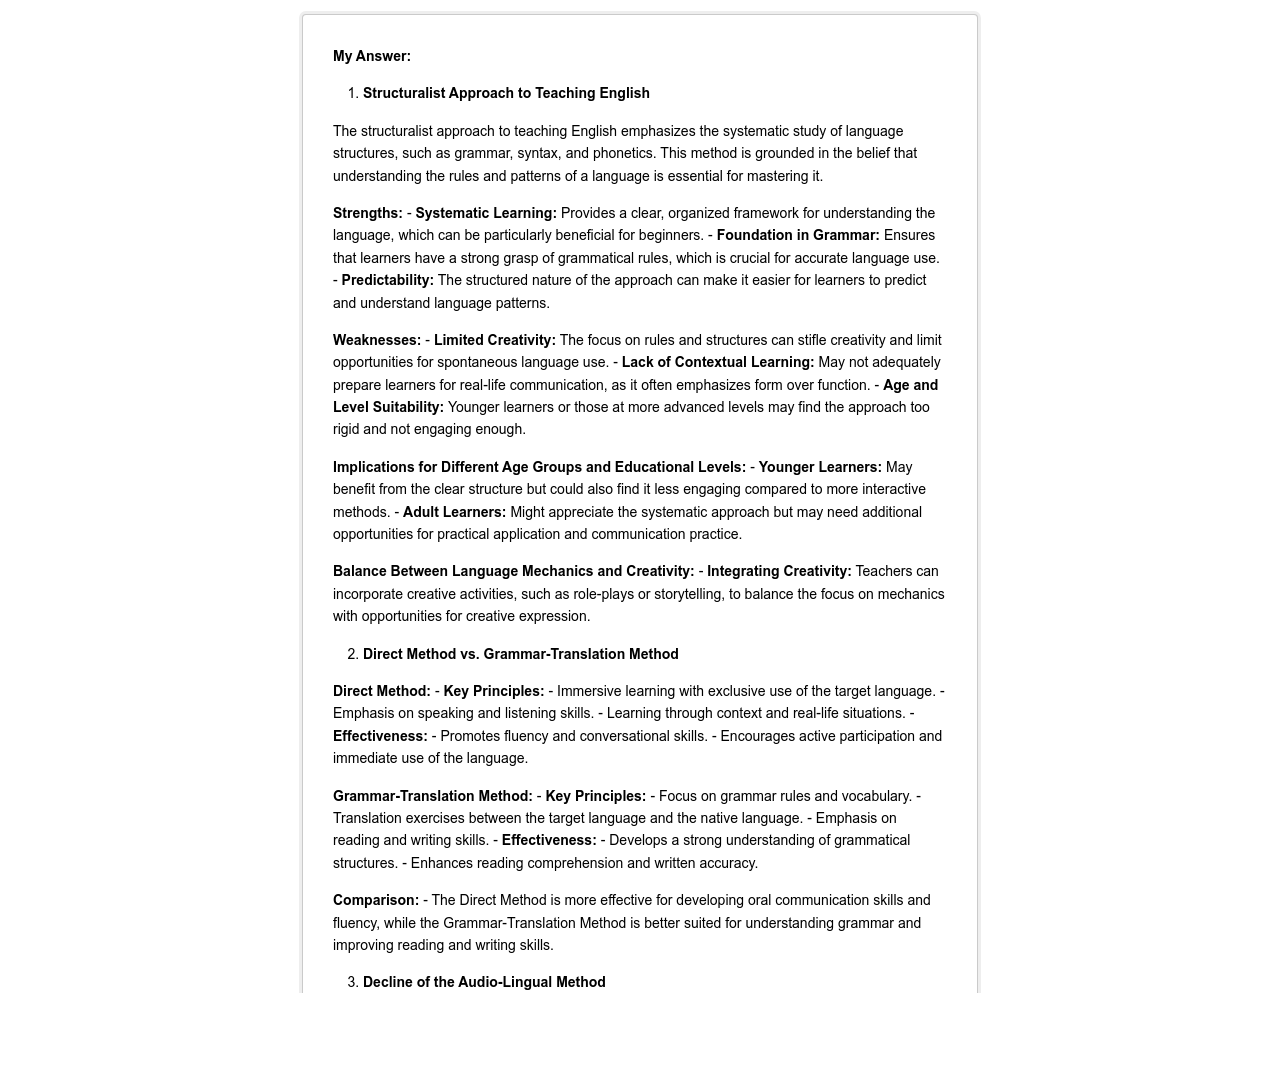 My Answer:
1. Structuralist Approach to Teaching English
The structuralist approach to teaching English emphasizes the systematic study of language
structures, such as grammar, syntax, and phonetics. This method is grounded in the belief that
understanding the rules and patterns of a language is essential for mastering it.
Strengths: - Systematic Learning: Provides a clear, organized framework for understanding the
language, which can be particularly beneficial for beginners. - Foundation in Grammar: Ensures
that learners have a strong grasp of grammatical rules, which is crucial for accurate language use.
- Predictability: The structured nature of the approach can make it easier for learners to predict
and understand language patterns.
Weaknesses: - Limited Creativity: The focus on rules and structures can stifle creativity and limit
opportunities for spontaneous language use. - Lack of Contextual Learning: May not adequately
prepare learners for real-life communication, as it often emphasizes form over function. - Age and
Level Suitability: Younger learners or those at more advanced levels may find the approach too
rigid and not engaging enough.
Implications for Different Age Groups and Educational Levels: - Younger Learners: May
benefit from the clear structure but could also find it less engaging compared to more interactive
methods. - Adult Learners: Might appreciate the systematic approach but may need additional
opportunities for practical application and communication practice.
Balance Between Language Mechanics and Creativity: - Integrating Creativity: Teachers can
incorporate creative activities, such as role-plays or storytelling, to balance the focus on mechanics
with opportunities for creative expression.
2. Direct Method vs. Grammar-Translation Method
Direct Method: - Key Principles: - Immersive learning with exclusive use of the target language. -
Emphasis on speaking and listening skills. - Learning through context and real-life situations. -
Effectiveness: - Promotes fluency and conversational skills. - Encourages active participation and
immediate use of the language.
Grammar-Translation Method: - Key Principles: - Focus on grammar rules and vocabulary. -
Translation exercises between the target language and the native language. - Emphasis on
reading and writing skills. - Effectiveness: - Develops a strong understanding of grammatical
structures. - Enhances reading comprehension and written accuracy.
Comparison: - The Direct Method is more effective for developing oral communication skills and
fluency, while the Grammar-Translation Method is better suited for understanding grammar and
improving reading and writing skills.
3. Decline of the Audio-Lingual Method